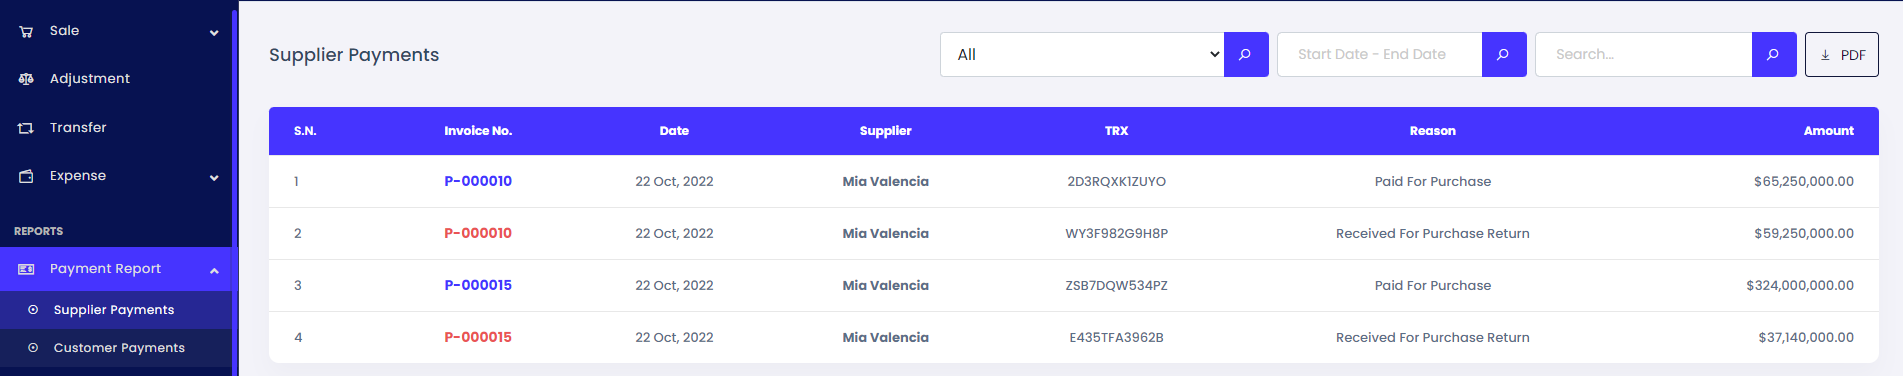 Sale
Adjustment
Transfer
Expense
REPORTS
Payment Report
Supplier Payments
Customer Payments
Supplier Payments
All
Start Date - End Date
Search...
PDF
S.N. Invoice No. Date Supplier TRX Reason Amount
1 P-000010 22 Oct, 2022 Mia Valencia 2D3RQXK1ZUYO Paid For Purchase $65,250,000.00
2 P-000010 22 Oct, 2022 Mia Valencia WY3F982G9H8P Received For Purchase Return $59,250,000.00
3 P-000015 22 Oct, 2022 Mia Valencia ZSB7DQW534PZ Paid For Purchase $324,000,000.00
4 P-000015 22 Oct, 2022 Mia Valencia E435TFA3962B Received For Purchase Return $37,140,000.00